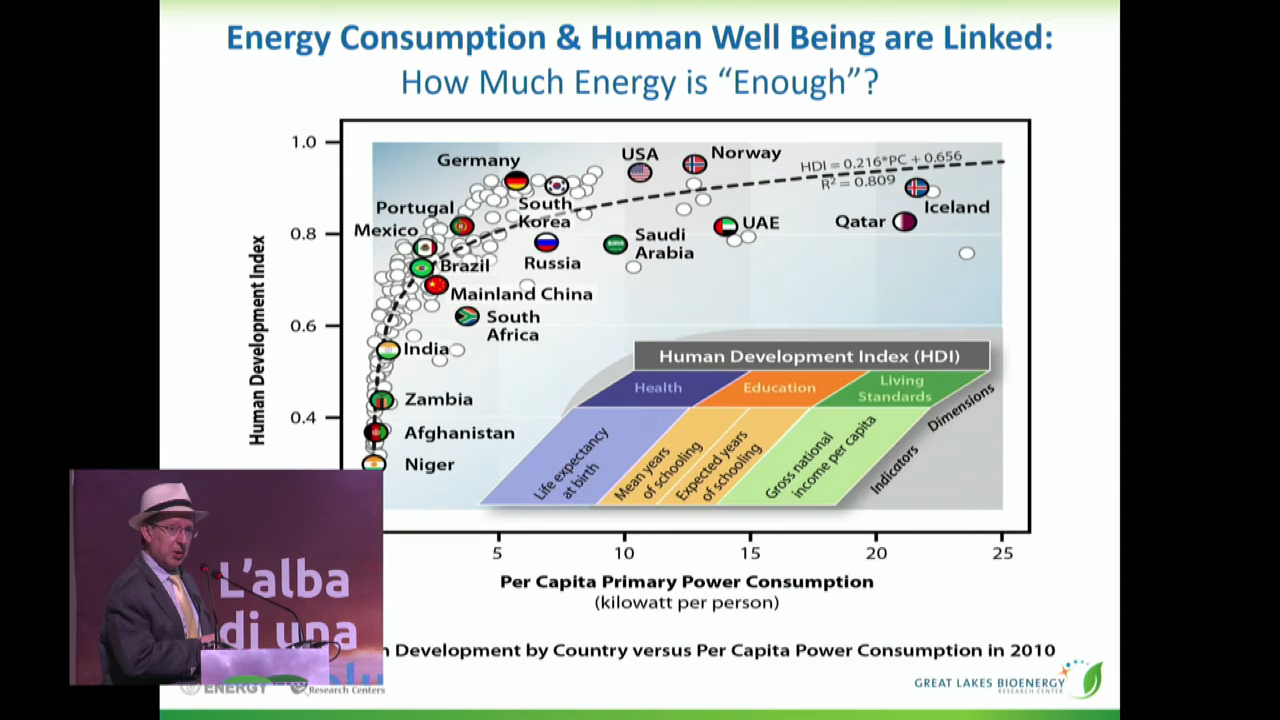 Energy Consumption & Human Well Being are Linked:
How Much Energy is “Enough”?
Human Development Index
1.0
0.8
0.6
0.4
Germany
USA
Norway
HDI = 0.216*PC + 0.656
R² = 0.809
Portugal
South
Korea
Iceland
Mexico
UAE
Qatar
Saudi
Arabia
Brazil
Russia
Mainland China
South
Africa
India
Zambia
Afghanistan
Niger
Human Development Index (HDI)
Health
Education
Living
Standards
Dimensions
Life expectancy
at birth
Mean years
of schooling
Expected years
of schooling
Gross national
income per capita
Indicators
5
10
15
20
25
Per Capita Primary Power Consumption
(kilowatt per person)
Development by Country versus Per Capita Power Consumption in 2010
L’alba
di una
ENERGY
Research Centers
GREAT LAKES BIOENERGY
RESEARCH CENTER